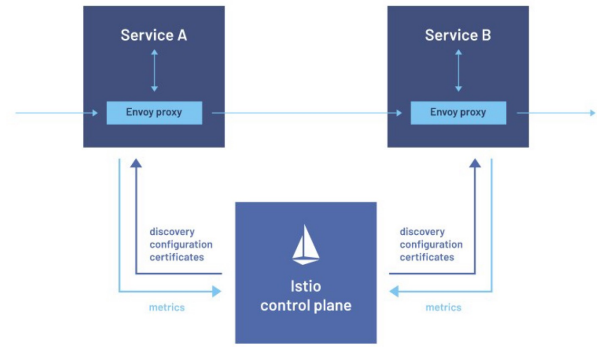 Service A
Envoy proxy
Service B
Envoy proxy
discovery
configuration
certificates
metrics
Istio
control plane
discovery
configuration
certificates
metrics